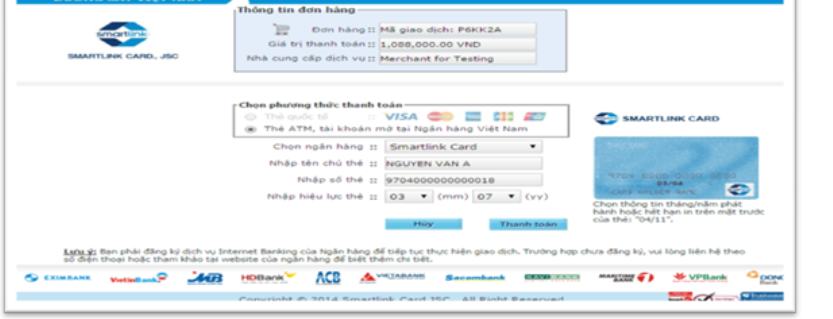 Thông tin đơn hàng
Đơn hàng :: Mã giao dịch: P6KK2A
Giá trị thanh toán :: 1,088,000.00 VND
Nhà cung cấp dịch vụ :: Merchant for Testing
smartlink
SMARTLINK CARD., JSC
Chọn phương thức thanh toán
Thẻ quốc tế :: VISA
Thẻ ATM, tài khoản mở tại Ngân hàng Việt Nam
Chọn ngân hàng :: Smartlink Card
Nhập tên chủ thẻ :: NGUYEN VAN A
Nhập số thẻ :: 9704000000000018
Nhập hiệu lực thẻ :: 03 (mm) 07 (yy)
Hủy Thanh toán
SMARTLINK CARD
Chọn thông tin tháng/năm phát
hành hoặc hết hạn in trên mặt trước
của thẻ: "04/11".
Lưu ý: Bạn phải đăng ký dịch vụ Internet Banking của Ngân hàng để tiếp tục thực hiện giao dịch. Trường hợp chưa đăng ký, vui lòng liên hệ theo
số điện thoại hoặc tham khảo tại website của ngân hàng để biết thêm chi tiết.
EXIMBANK VietinBank MB HDBank ACB VIETABANK Sacombank NAVIBANK MARITIME BANK VPBank DONG
Bank
Copyright © 2014 Smartlink Card JSC. All Right Reserved